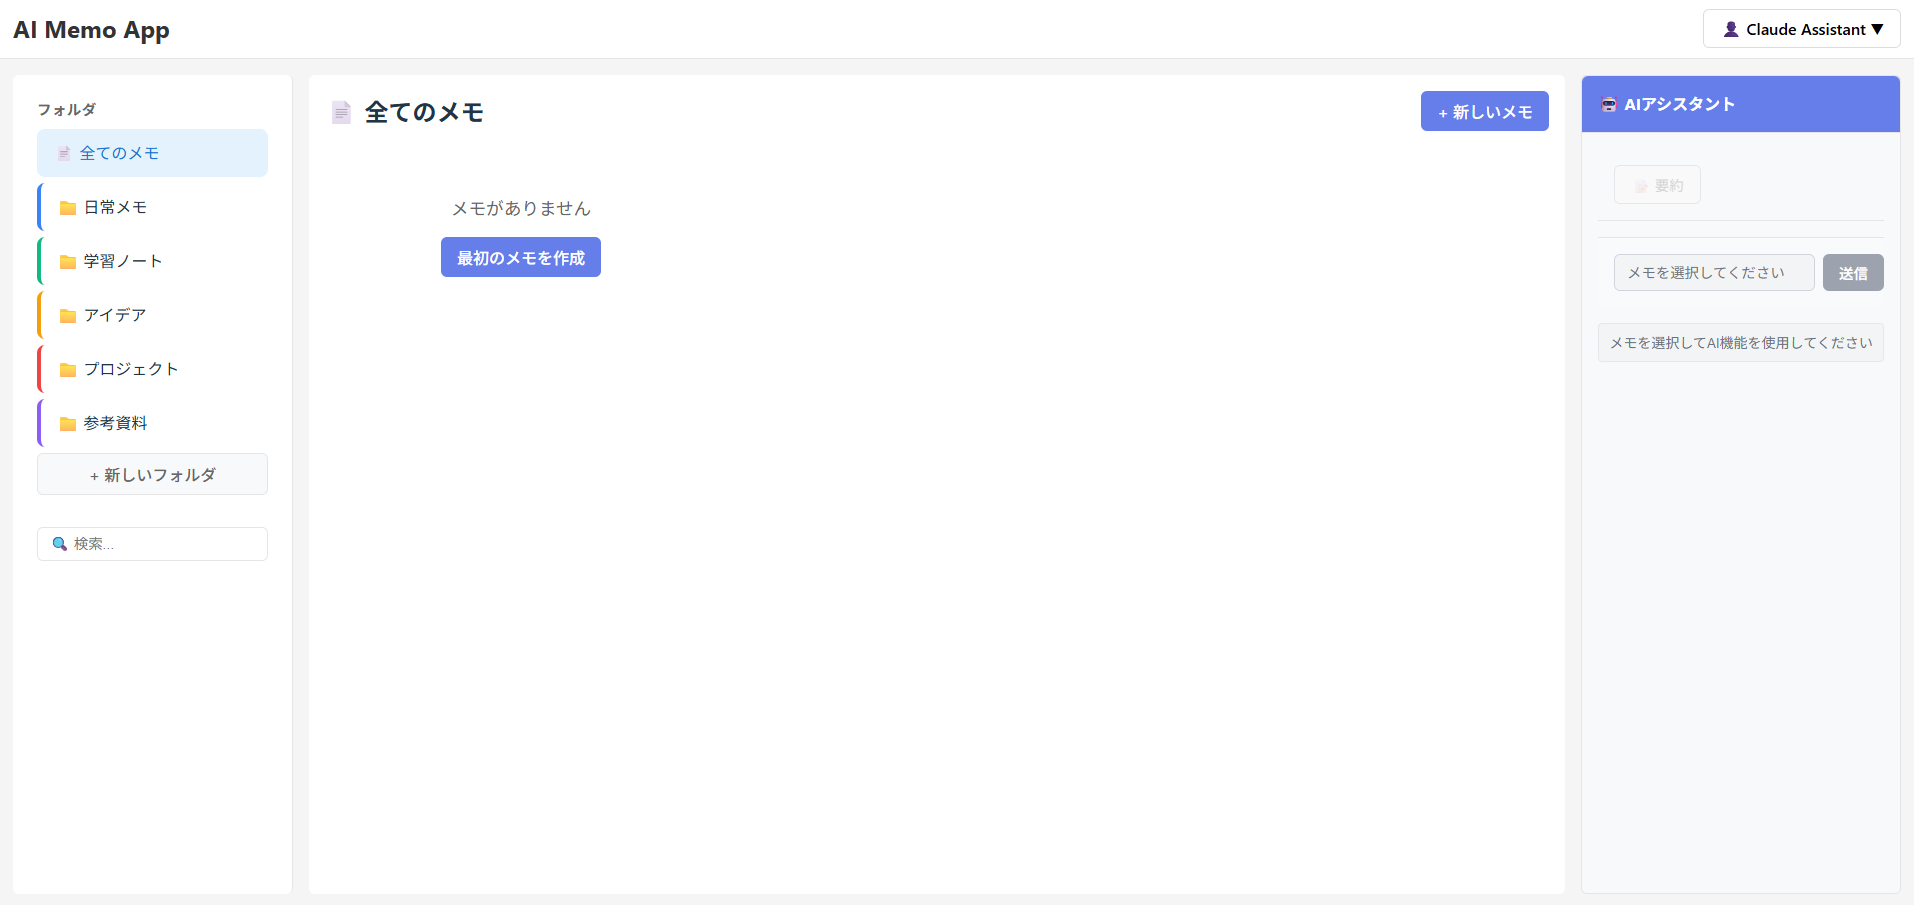 AI Memo App
Claude Assistant ▼
フォルダ
全てのメモ
日常メモ
学習ノート
アイデア
プロジェクト
参考資料
+ 新しいフォルダ
検索...
全てのメモ
+ 新しいメモ
メモがありません
最初のメモを作成
AIアシスタント
要約
メモを選択してください
送信
メモを選択してAI機能を使用してください